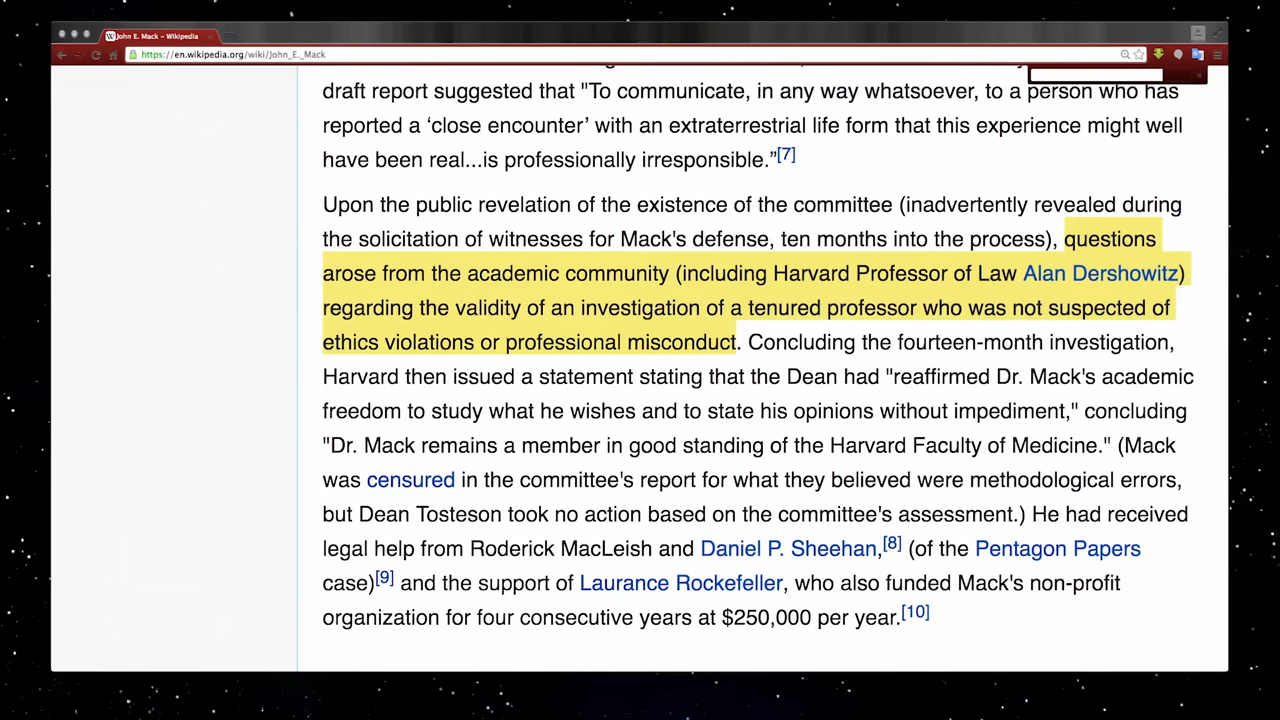 John E. Mack – Wikipedia
https://en.wikipedia.org/wiki/John_E._Mack
draft report suggested that "To communicate, in any way whatsoever, to a person who has
reported a ‘close encounter’ with an extraterrestrial life form that this experience might well
have been real...is professionally irresponsible.”[7]
Upon the public revelation of the existence of the committee (inadvertently revealed during
the solicitation of witnesses for Mack's defense, ten months into the process), questions
arose from the academic community (including Harvard Professor of Law Alan Dershowitz)
regarding the validity of an investigation of a tenured professor who was not suspected of
ethics violations or professional misconduct. Concluding the fourteen-month investigation,
Harvard then issued a statement stating that the Dean had "reaffirmed Dr. Mack's academic
freedom to study what he wishes and to state his opinions without impediment," concluding
"Dr. Mack remains a member in good standing of the Harvard Faculty of Medicine." (Mack
was censured in the committee's report for what they believed were methodological errors,
but Dean Tosteson took no action based on the committee's assessment.) He had received
legal help from Roderick MacLeish and Daniel P. Sheehan,[8] (of the Pentagon Papers
case)[9] and the support of Laurance Rockefeller, who also funded Mack's non-profit
organization for four consecutive years at $250,000 per year.[10]